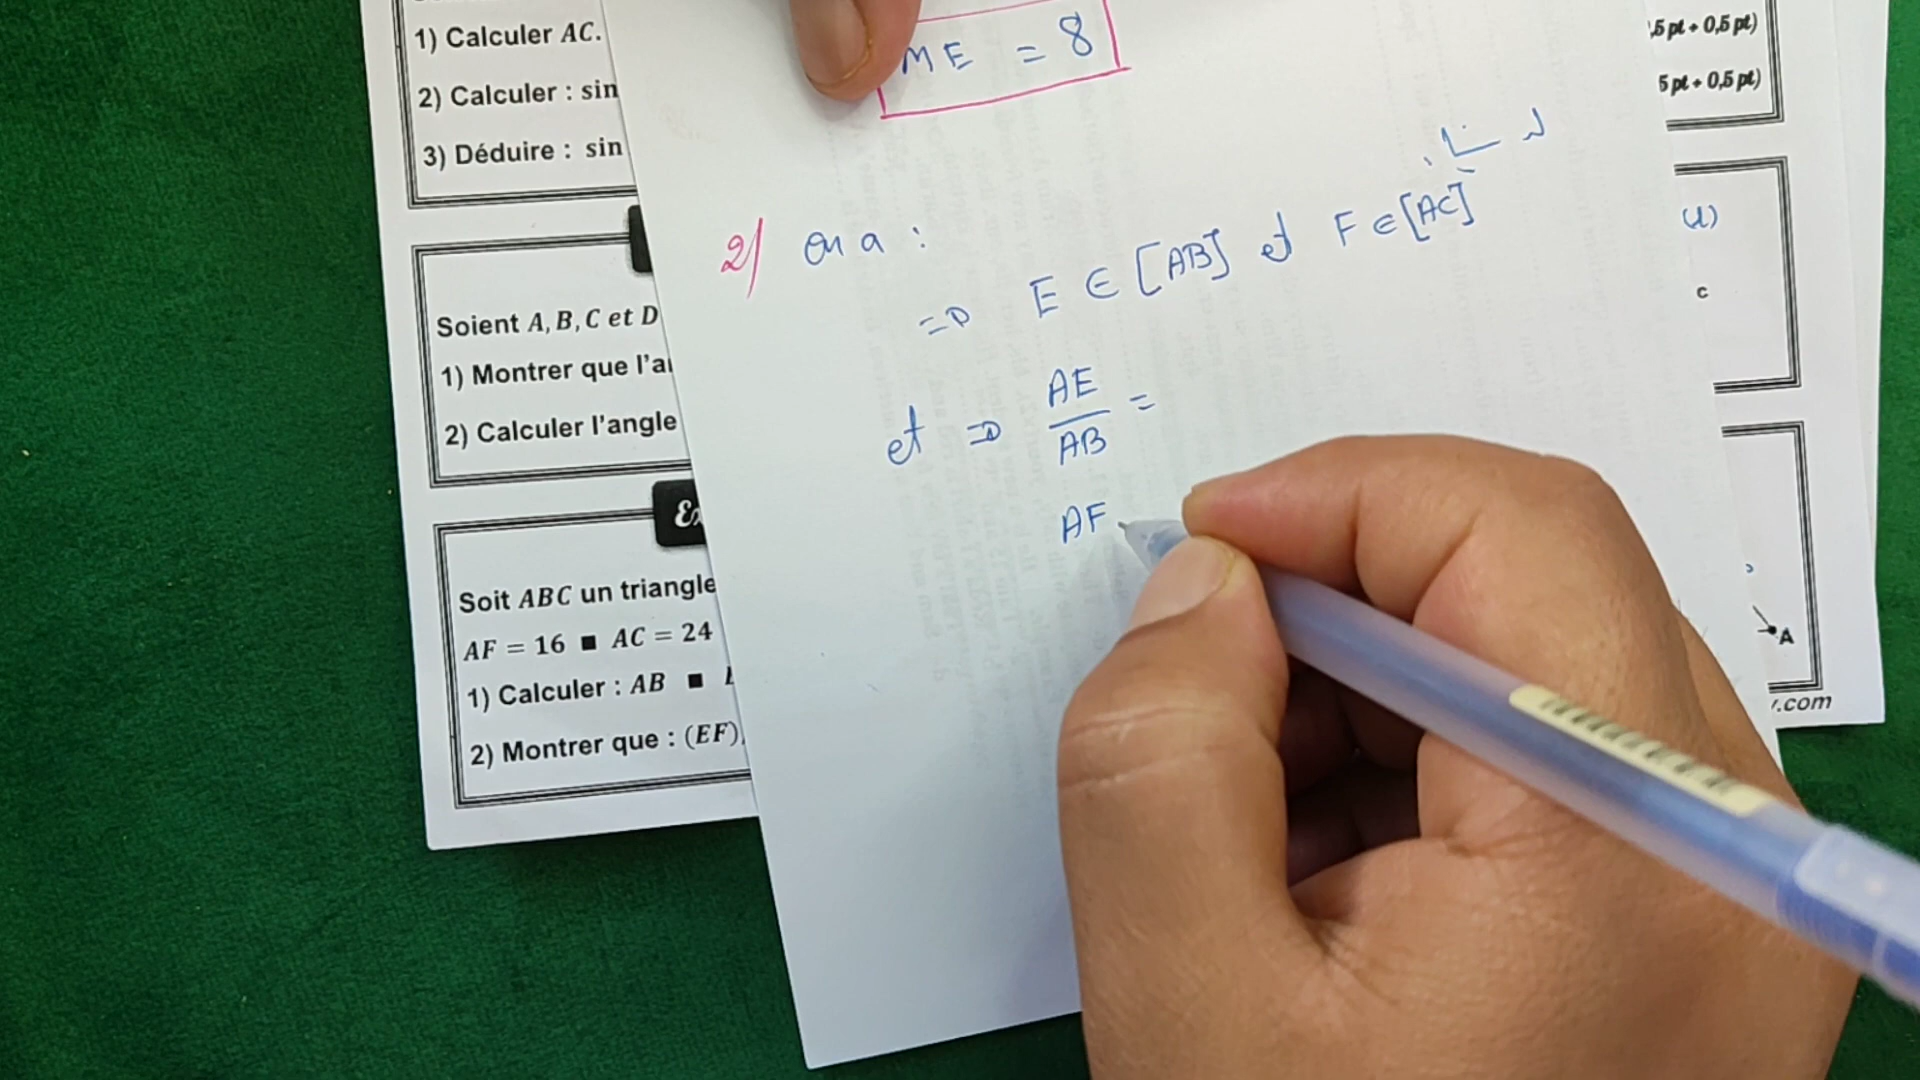 1) Calculer AC.
2) Calculer : sin
3) Déduire : sin
Soient A, B, C et D
1) Montrer que l'a
2) Calculer l'angle
Soit ABC un triangle
AF = 16 ■ AC = 24
1) Calculer : AB ■
2) Montrer que : (EF)
ME = 8
2) on a :
=> E ∈ [AB] et F ∈ [AC]
et => AE/AB =
AF
,5 pt + 0,5 pt)
5 pt + 0,5 pt)
(d)
C
A
.com